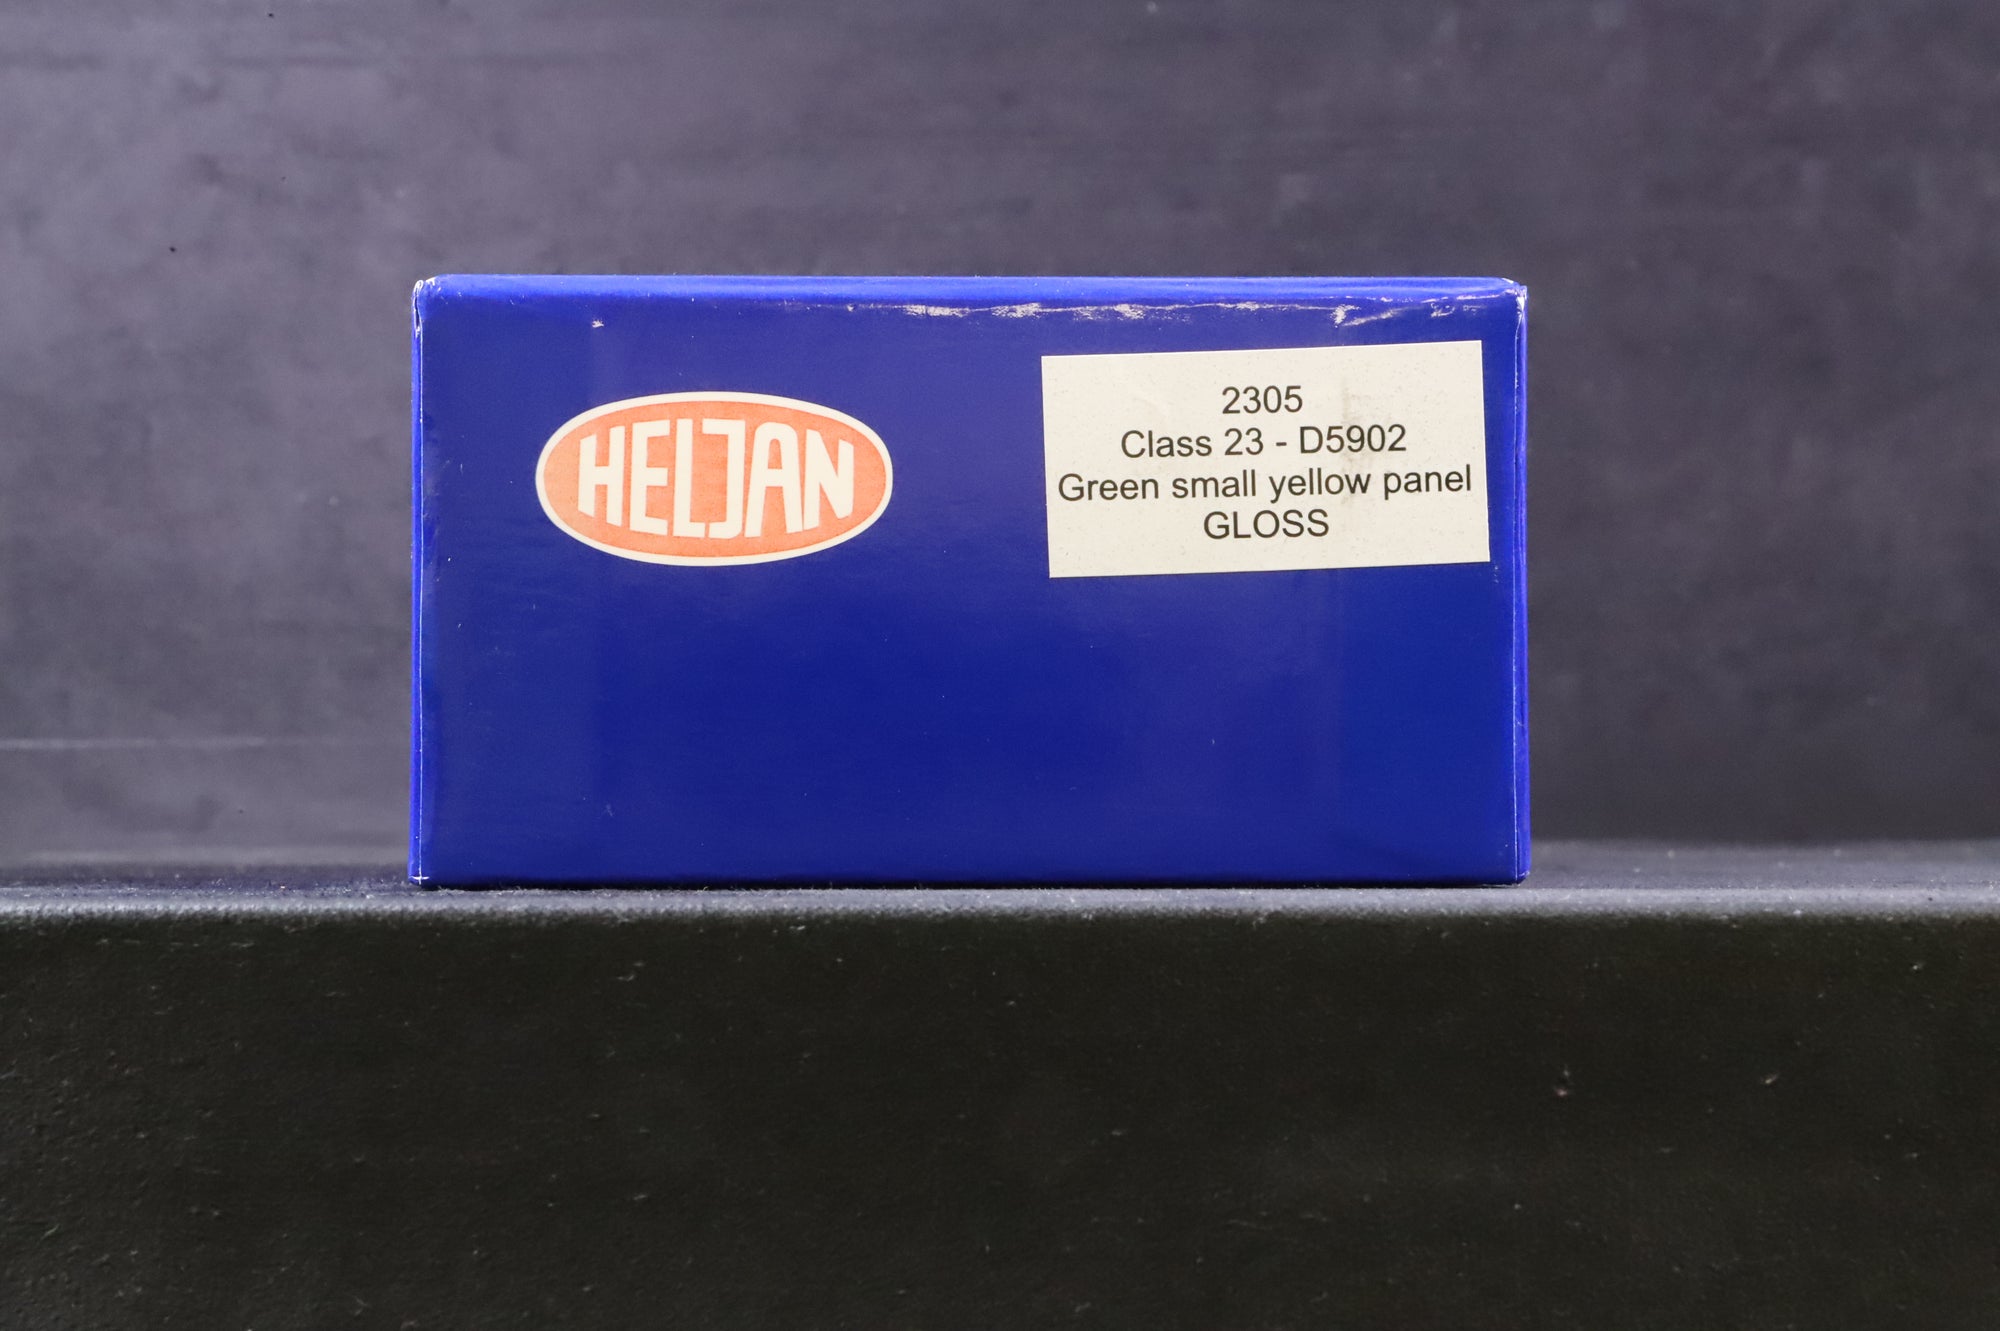 HELJAN
2305
Class 23 - D5902
Green small yellow panel
GLOSS